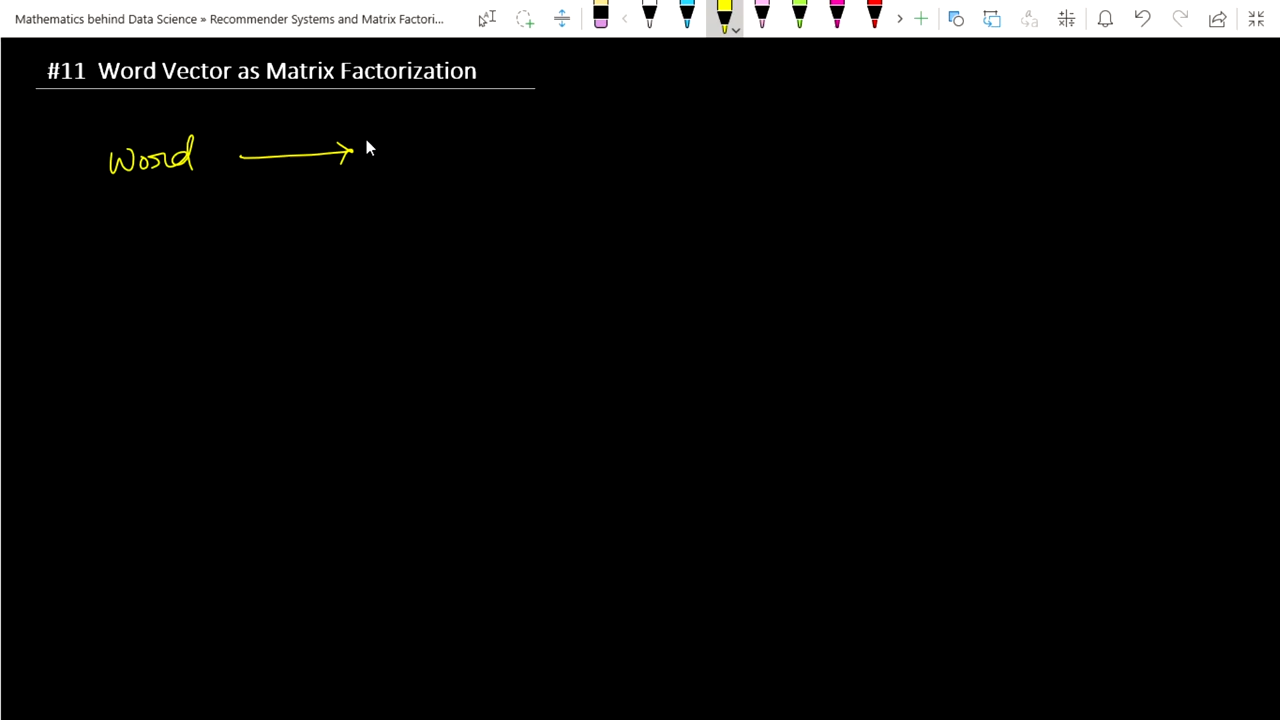 Mathematics behind Data Science » Recommender Systems and Matrix Factori...
#11 Word Vector as Matrix Factorization
Word